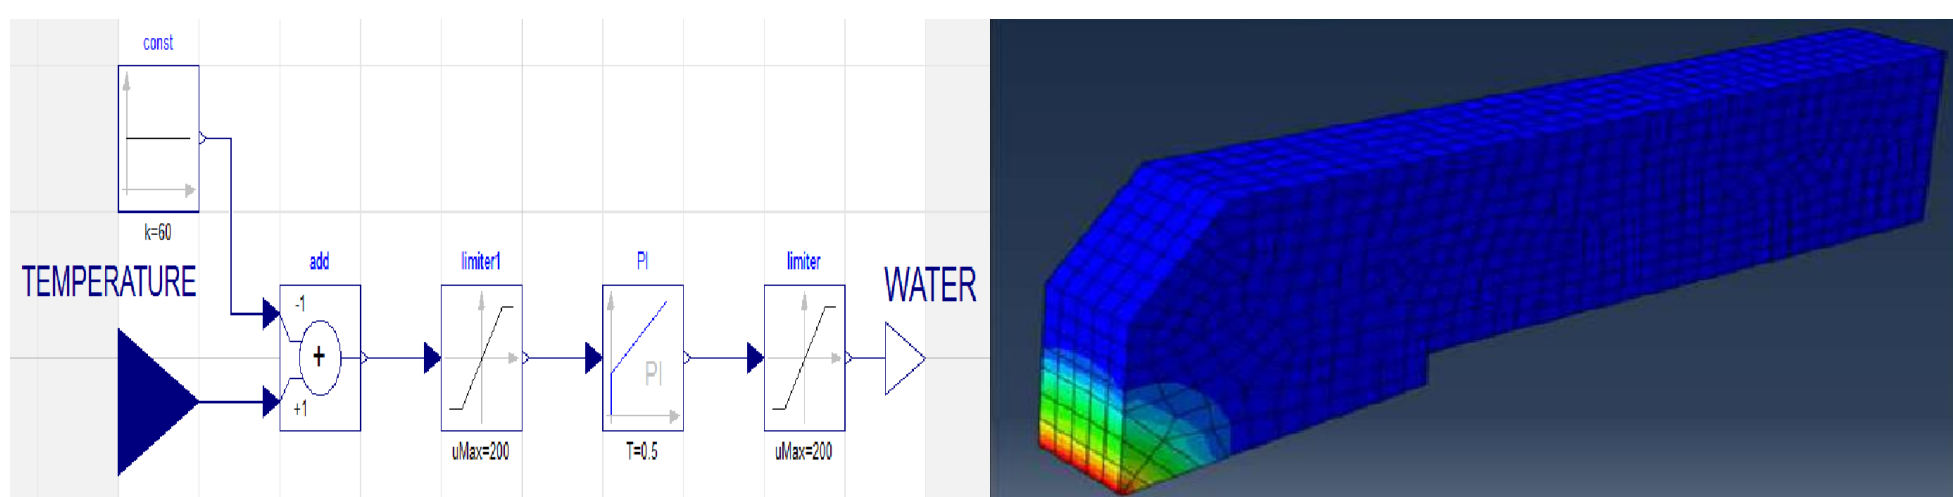 const
k=60
TEMPERATURE
add
-1
+
+1
limiter1
uMax=200
PI
PI
T=0.5
limiter
uMax=200
WATER